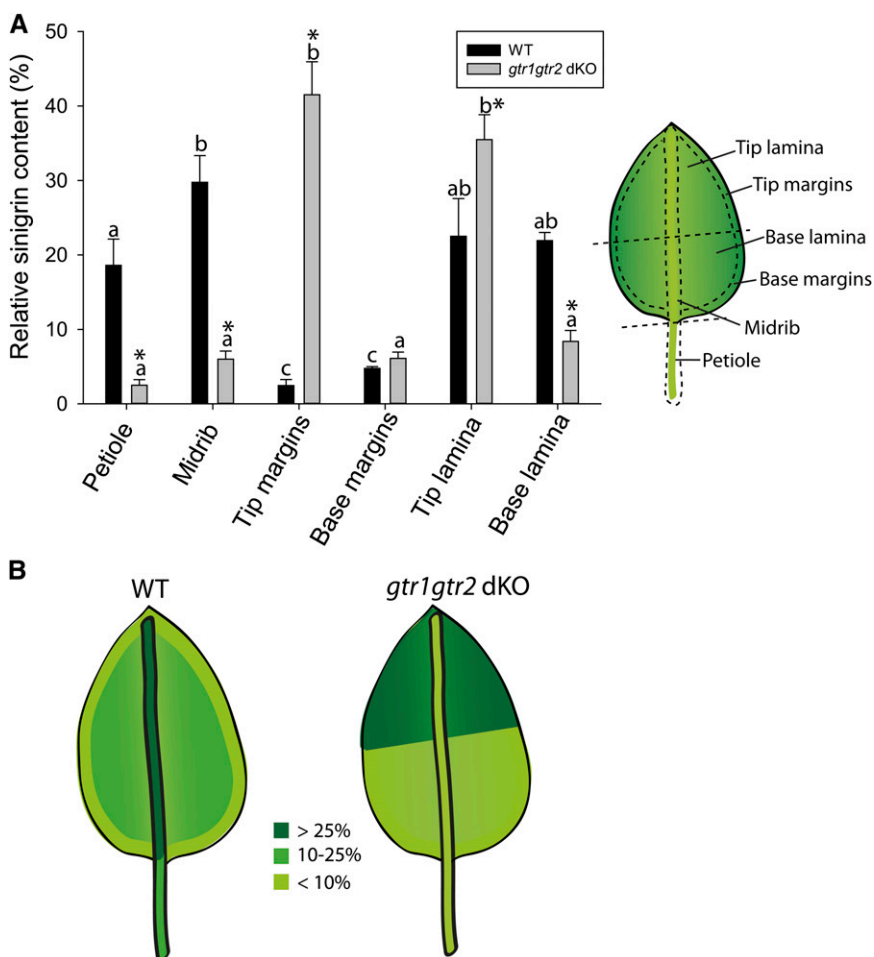 A
Relative sinigrin content (%)
50
40
30
20
10
0
WT
gtr1gtr2 dKO
a
*
a
b
*
a
c
*
b
c
a
ab
b*
ab
*
a
Petiole
Midrib
Tip margins
Base margins
Tip lamina
Base lamina
Tip lamina
Tip margins
Base lamina
Base margins
Midrib
Petiole
B
WT
gtr1gtr2 dKO
> 25%
10-25%
< 10%